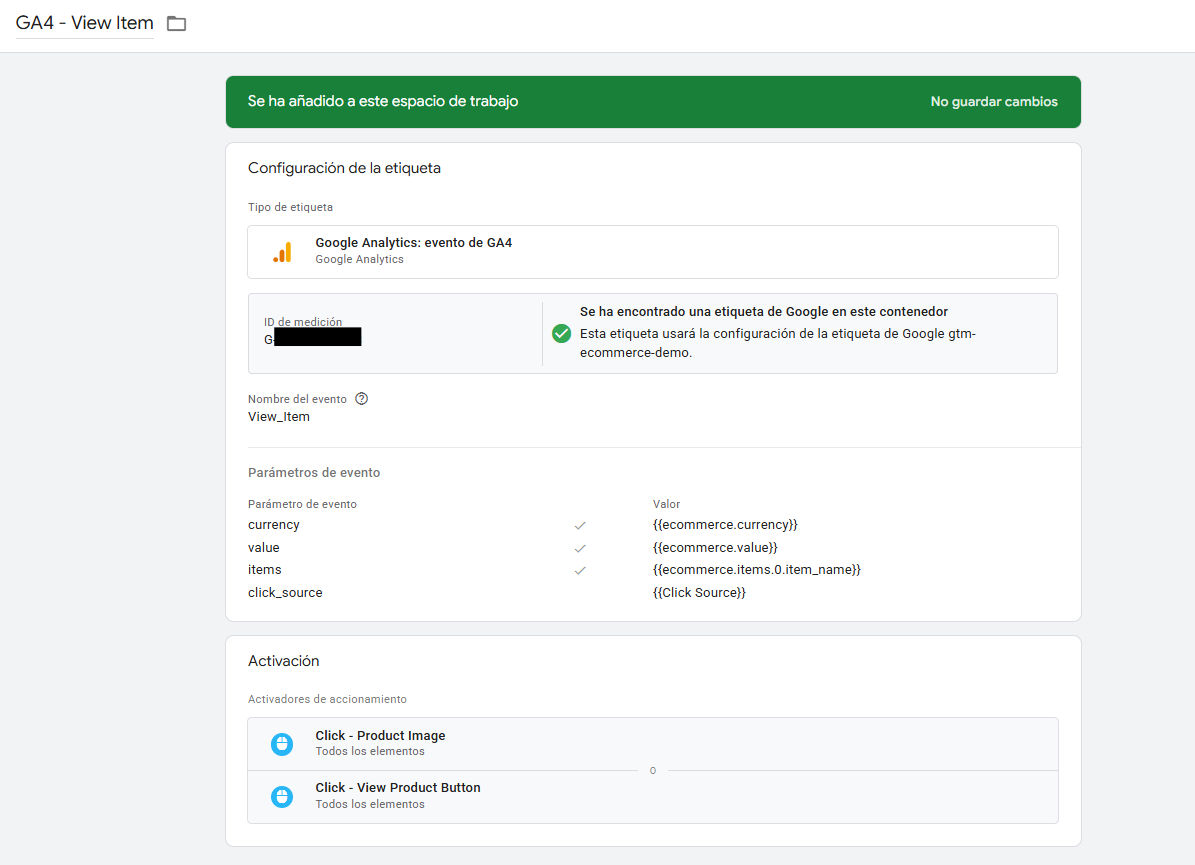 GA4 - View Item
Se ha añadido a este espacio de trabajo
No guardar cambios
Configuración de la etiqueta
Tipo de etiqueta
Google Analytics: evento de GA4
Google Analytics
ID de medición
G-
Se ha encontrado una etiqueta de Google en este contenedor
Esta etiqueta usará la configuración de la etiqueta de Google gtm-
ecommerce-demo.
Nombre del evento
View_Item
Parámetros de evento
Parámetro de evento
Valor
currency
{{ecommerce.currency}}
value
{{ecommerce.value}}
items
{{ecommerce.items.0.item_name}}
click_source
{{Click Source}}
Activación
Activadores de accionamiento
Click - Product Image
Todos los elementos
o
Click - View Product Button
Todos los elementos